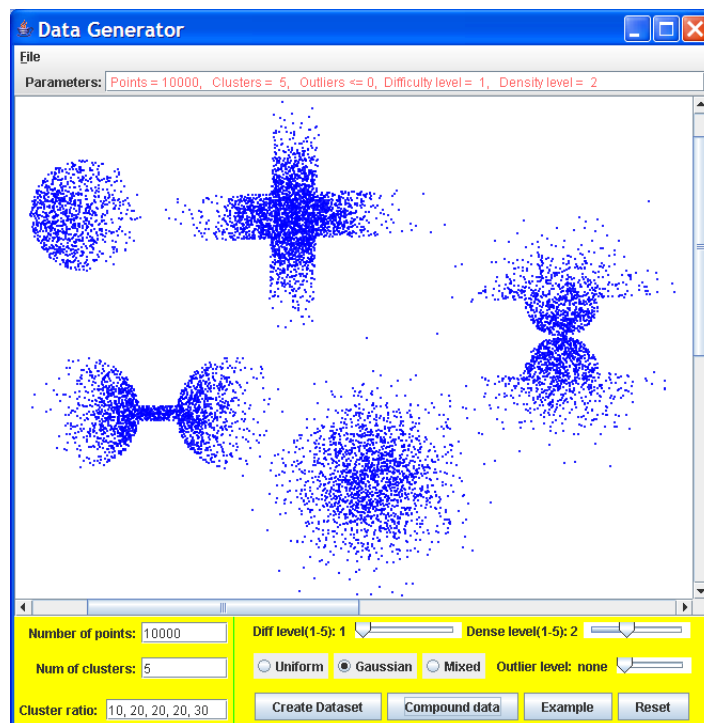 Data Generator
File
Parameters: Points = 10000, Clusters = 5, Outliers <= 0, Difficulty level = 1, Density level = 2
Number of points: 10000
Diff level(1-5): 1
Dense level(1-5): 2
Num of clusters: 5
Uniform
Gaussian
Mixed
Outlier level: none
Cluster ratio: 10, 20, 20, 20, 30
Create Dataset
Compound data
Example
Reset